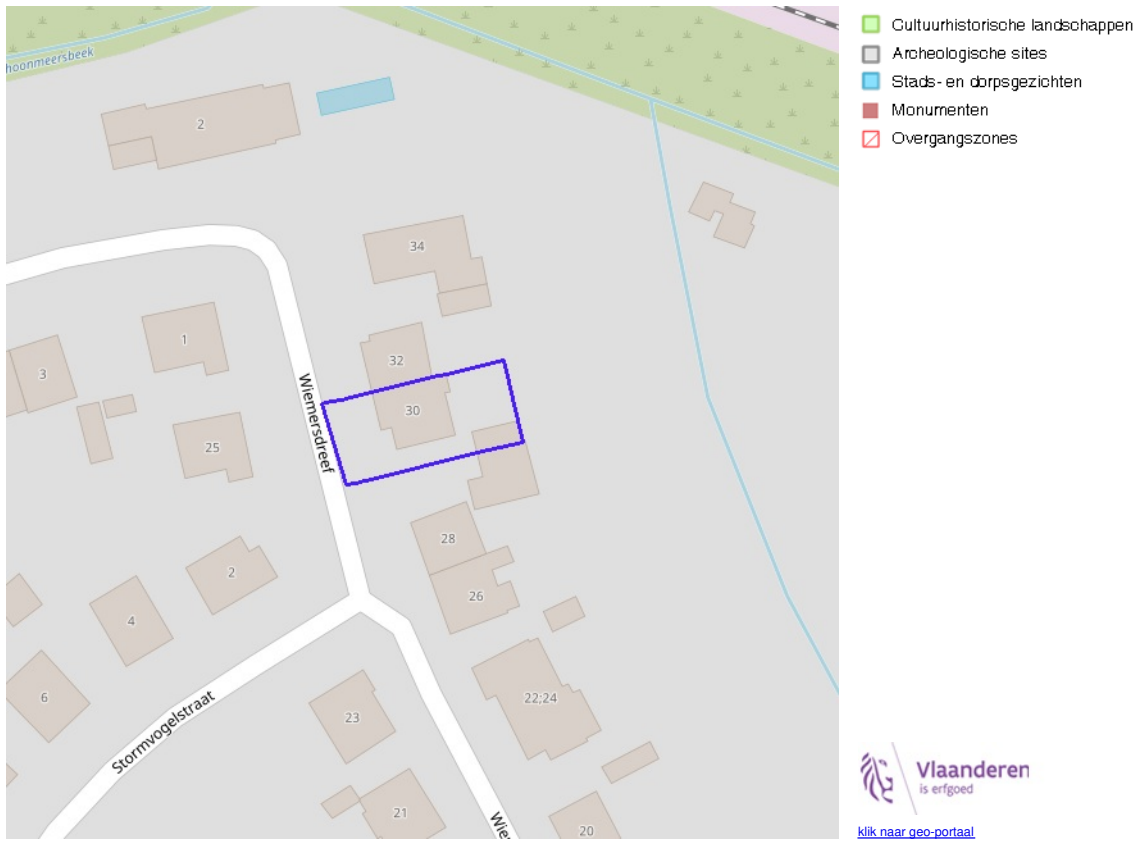 hoonmeersbeek
2
34
1
32
3
30
25
Wiemersdreef
28
2
26
4
6
22;24
23
Stormvogelstraat
21
20
Cultuurhistorische landschappen
Archeologische sites
Stads- en dorpsgezichten
Monumenten
Overgangszones
Vlaanderen
is erfgoed
klik naar geo-portaal